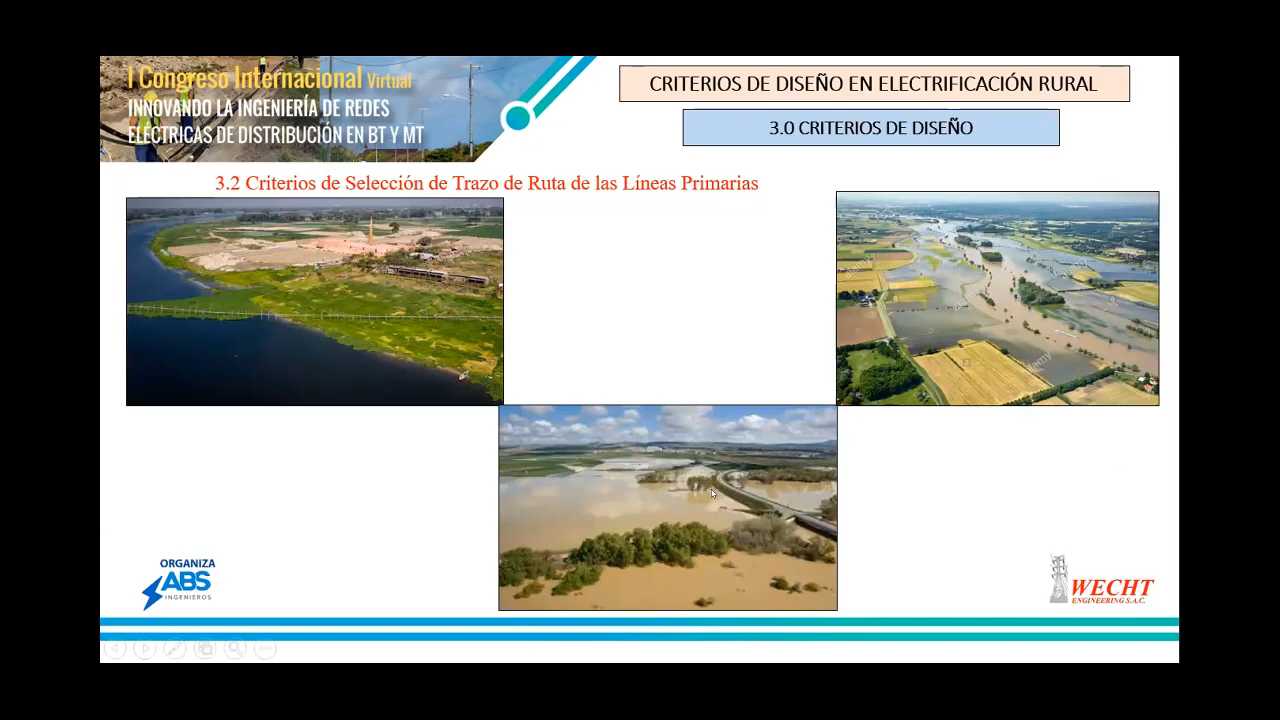 I Congreso Internacional Virtual
INNOVANDO LA INGENIERÍA DE REDES
ELÉCTRICAS DE DISTRIBUCIÓN EN BT Y MT
CRITERIOS DE DISEÑO EN ELECTRIFICACIÓN RURAL
3.0 CRITERIOS DE DISEÑO
3.2 Criterios de Selección de Trazo de Ruta de las Líneas Primarias
ORGANIZA
ABS
INGENIEROS
WECHT
ENGINEERING S.A.C.